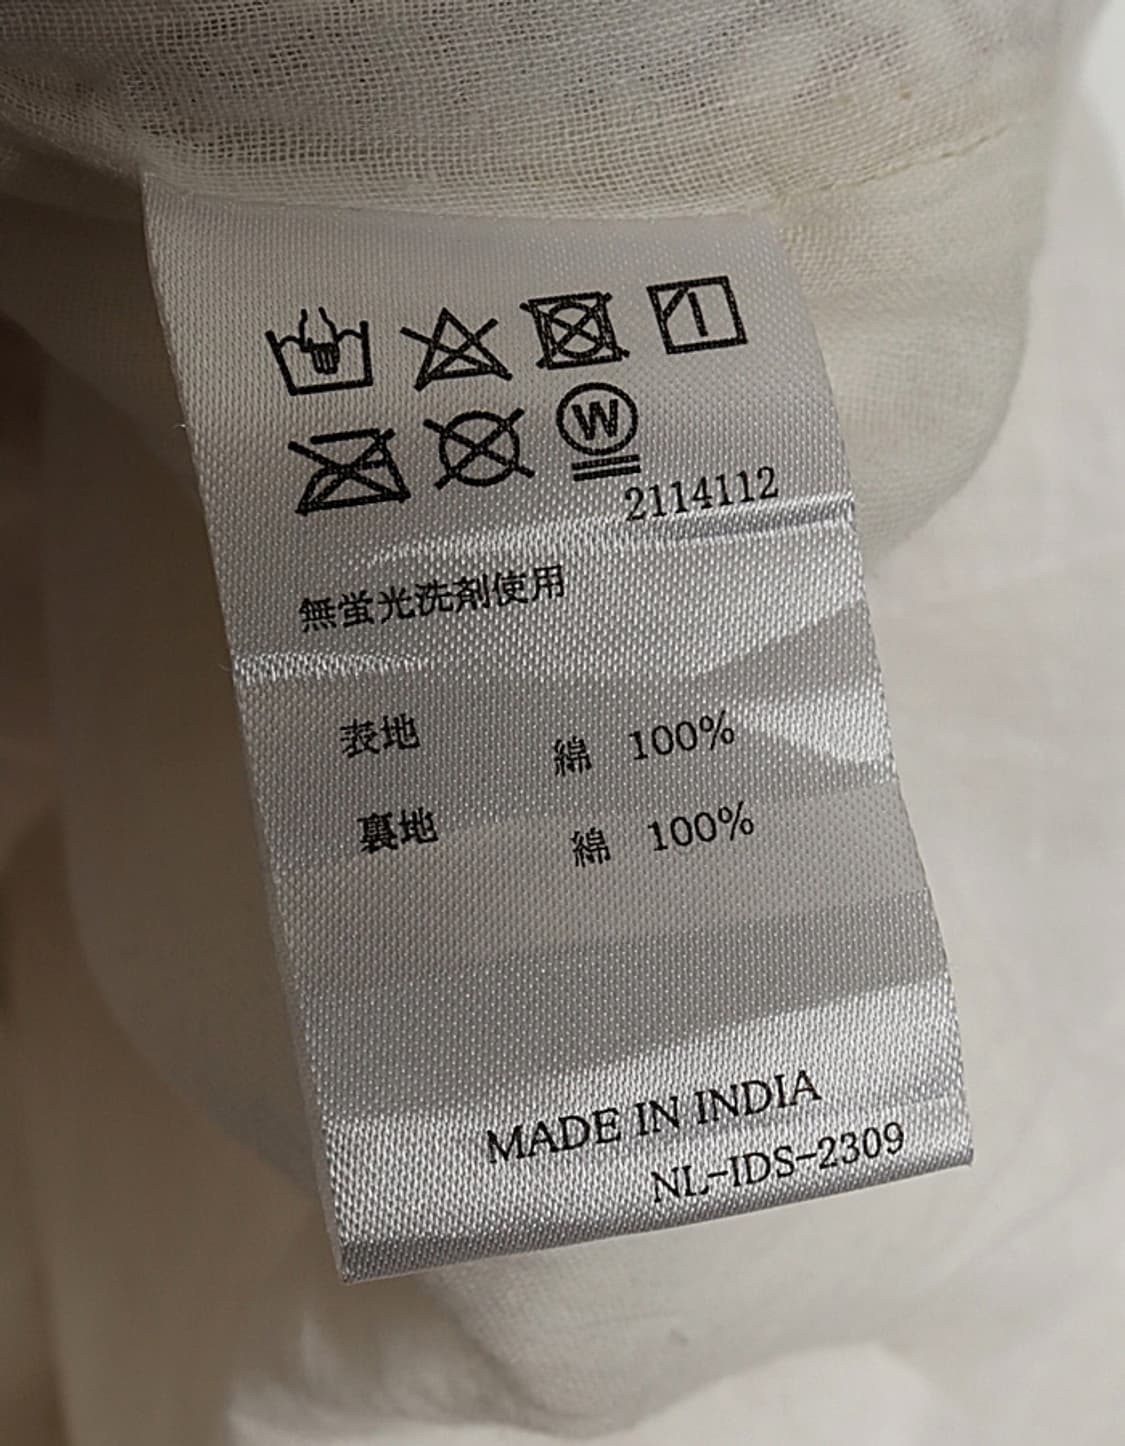 W
2114112
無蛍光洗剤使用
表地 綿 100%
裏地 綿 100%
MADE IN INDIA
NL-IDS-2309